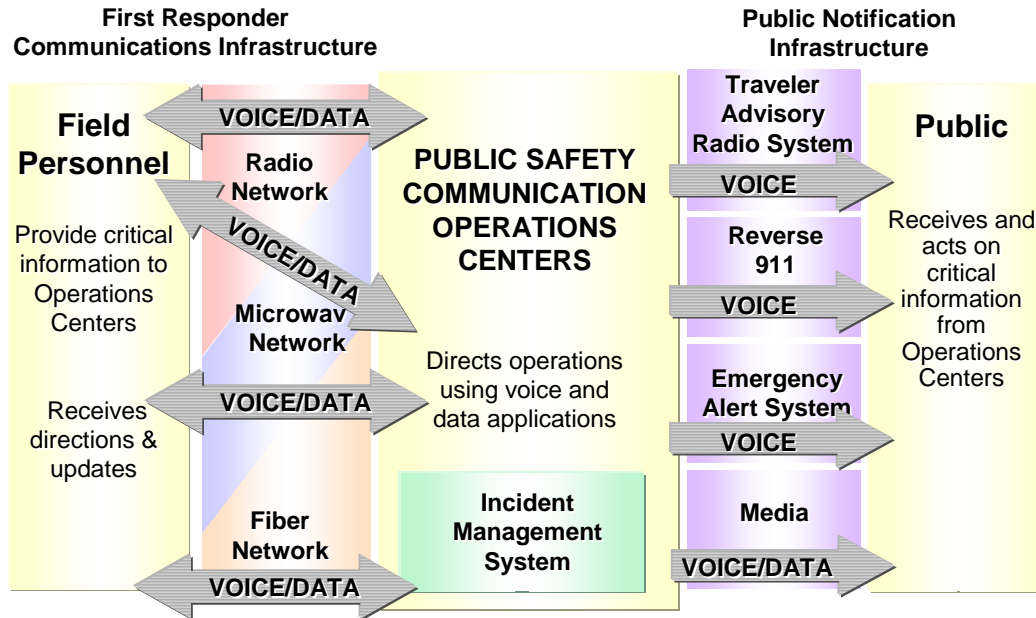 First Responder
Communications Infrastructure
Public Notification
Infrastructure
Field
Personnel
Provide critical
information to
Operations
Centers
Receives
directions &
updates
VOICE/DATA
Radio
Network
VOICE/DATA
Microwav
Network
VOICE/DATA
Fiber
Network
VOICE/DATA
PUBLIC SAFETY
COMMUNICATION
OPERATIONS
CENTERS
Directs operations
using voice and
data applications
Incident
Management
System
Traveler
Advisory
Radio System
VOICE
Reverse
911
VOICE
Emergency
Alert System
VOICE
Media
VOICE/DATA
Public
Receives and
acts on
critical
information
from
Operations
Centers